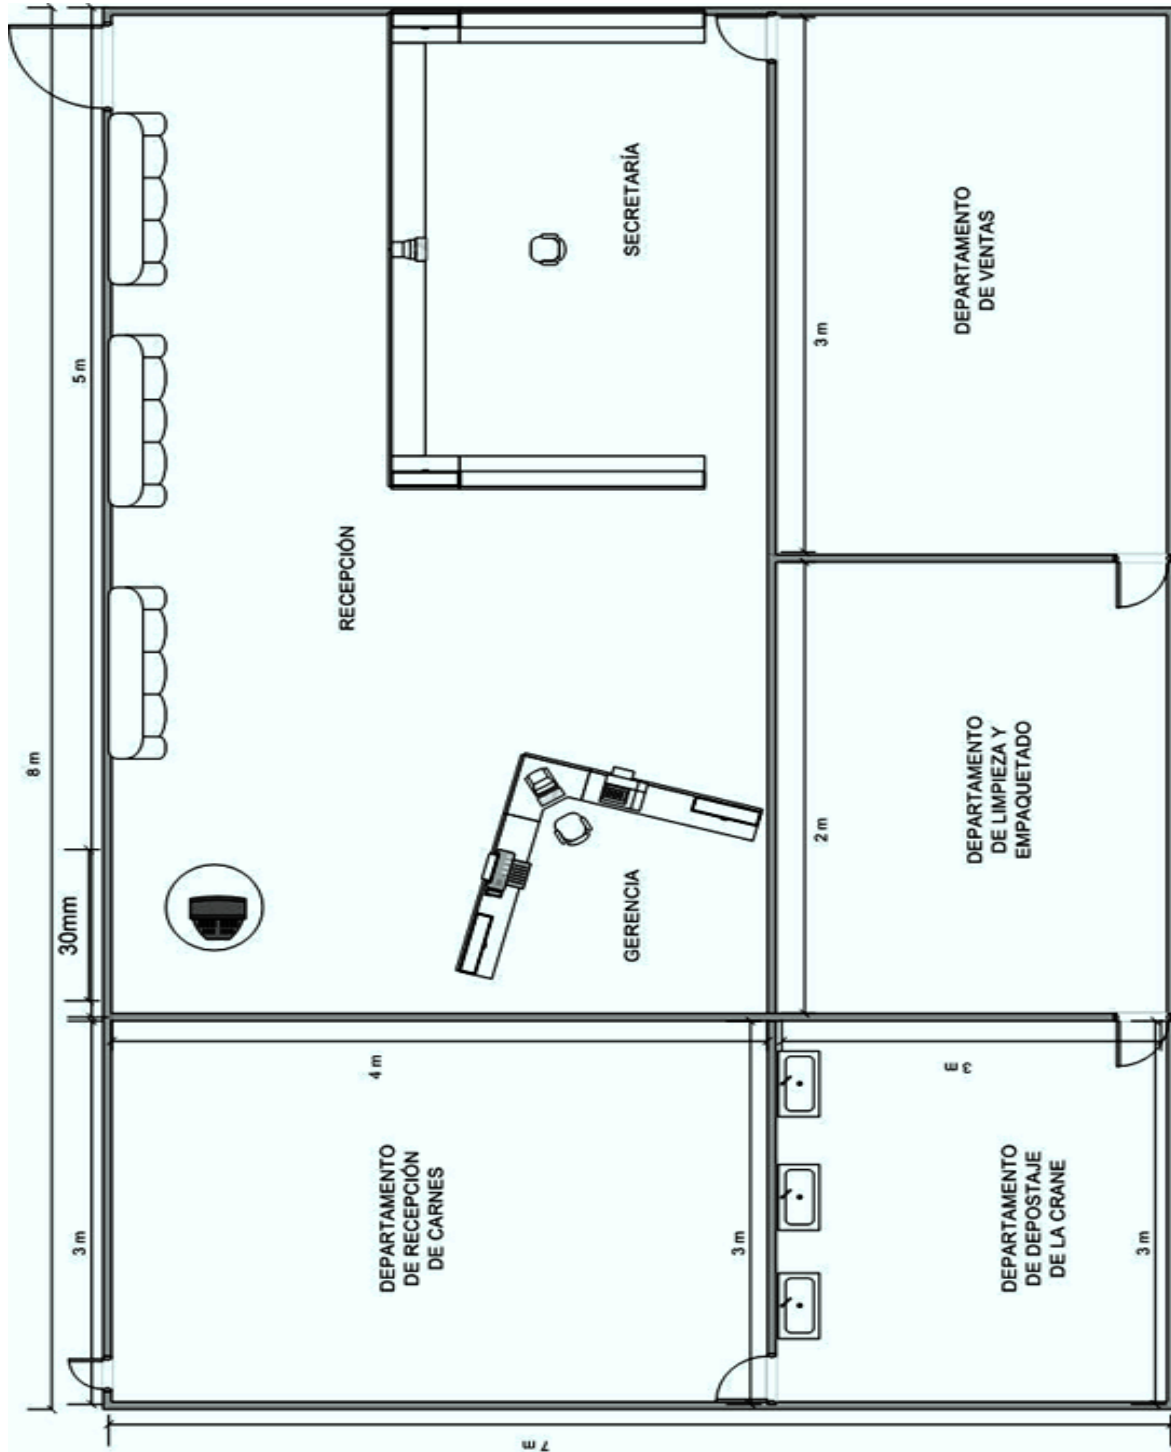 8 m
3 m
30mm
5 m
DEPARTAMENTO
DE RECEPCIÓN
DE CARNES
4 m
RECEPCIÓN
SECRETARÍA
GERENCIA
3 m
2 m
3 m
DEPARTAMENTO
DE DEPOSTAJE
DE LA CRANE
3 m
DEPARTAMENTO
DE LIMPIEZA Y
EMPAQUETADO
DEPARTAMENTO
DE VENTAS
3 m
7 m